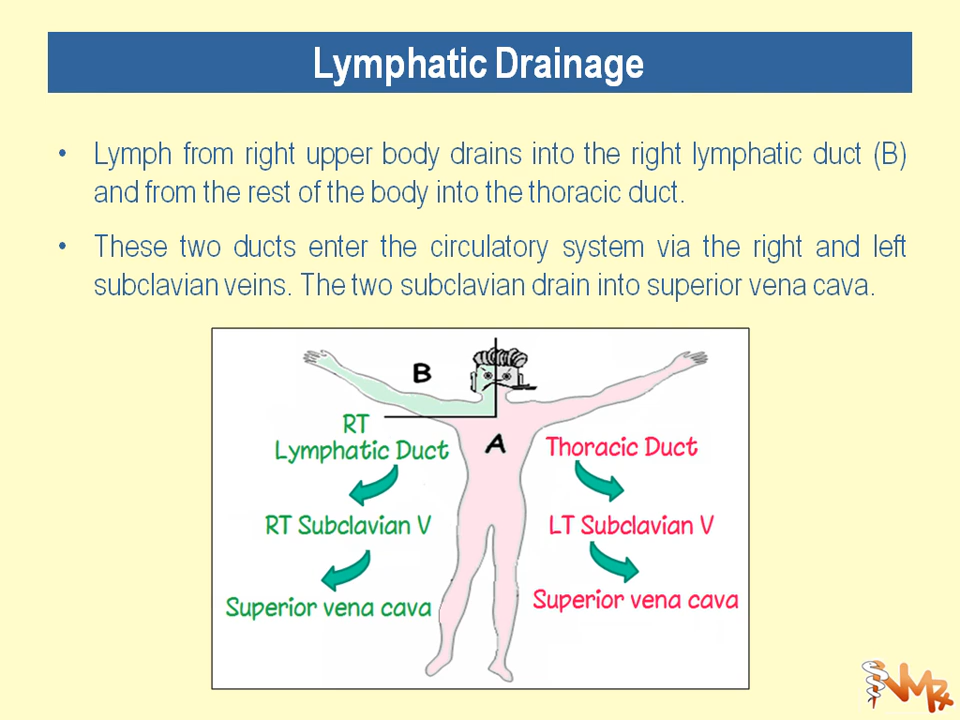 Lymphatic Drainage
• Lymph from right upper body drains into the right lymphatic duct (B)
and from the rest of the body into the thoracic duct.
• These two ducts enter the circulatory system via the right and left
subclavian veins. The two subclavian drain into superior vena cava.
B
RT
Lymphatic Duct
A
Thoracic Duct
RT Subclavian V
LT Subclavian V
Superior vena cava
Superior vena cava
VMRx